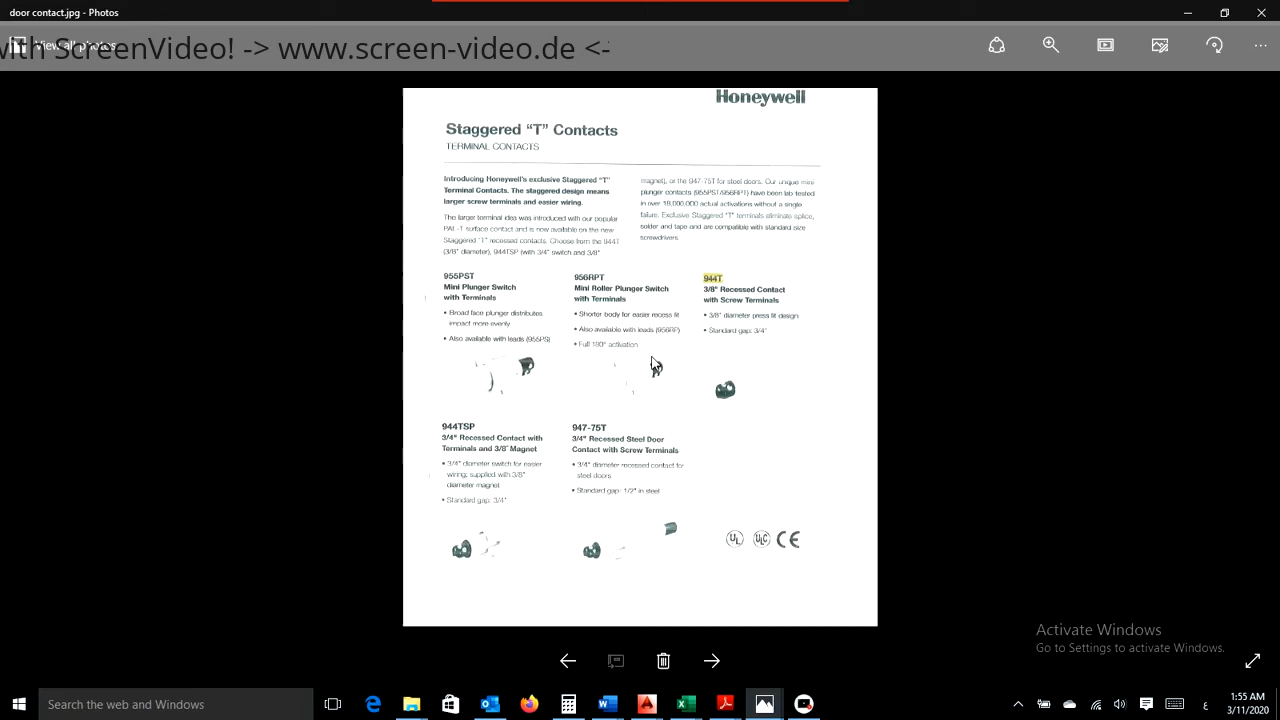 door contact.jpg - Photos
View all photos
with ScreenVideo! -> www.screen-video.de <-
Honeywell
Staggered “T” Contacts
TERMINAL CONTACTS
Introducing Honeywell's exclusive Staggered “T”
Terminal Contacts. The staggered design means
larger screw terminals and easier wiring.
The larger terminal idea was introduced with our popular
PAL-T surface contact and is now available on the new
Staggered “T” recessed contacts. Choose from the 944T
(3/8" diameter), 944TSP (with 3/4" switch and 3/8"
magnet), or the 947-75T for steel doors. Our unique mini
plunger contacts (955PST/956RPT) have been lab tested
in over 18,000,000 actual activations without a single
failure. Exclusive Staggered “T” terminals eliminate splice,
solder and tape and are compatible with standard size
screwdrivers.
955PST
Mini Plunger Switch
with Terminals
• Broad face plunger distributes
impact more evenly
• Also available with leads (955PS)
956RPT
Mini Roller Plunger Switch
with Terminals
• Shorter body for easier recess fit
• Also available with leads (956RP)
• Full 180° activation
944T
3/8" Recessed Contact
with Screw Terminals
• 3/8" diameter press fit design
• Standard gap: 3/4"
944TSP
3/4" Recessed Contact with
Terminals and 3/8" Magnet
• 3/4" diameter switch for easier
wiring; supplied with 3/8"
diameter magnet
• Standard gap: 3/4"
947-75T
3/4" Recessed Steel Door
Contact with Screw Terminals
• 3/4" diameter recessed contact for
steel doors
• Standard gap: 1/2" in steel
UL ULC CE
Activate Windows
Go to Settings to activate Windows.
Search the web and Windows
1:55 AM
3/11/2020